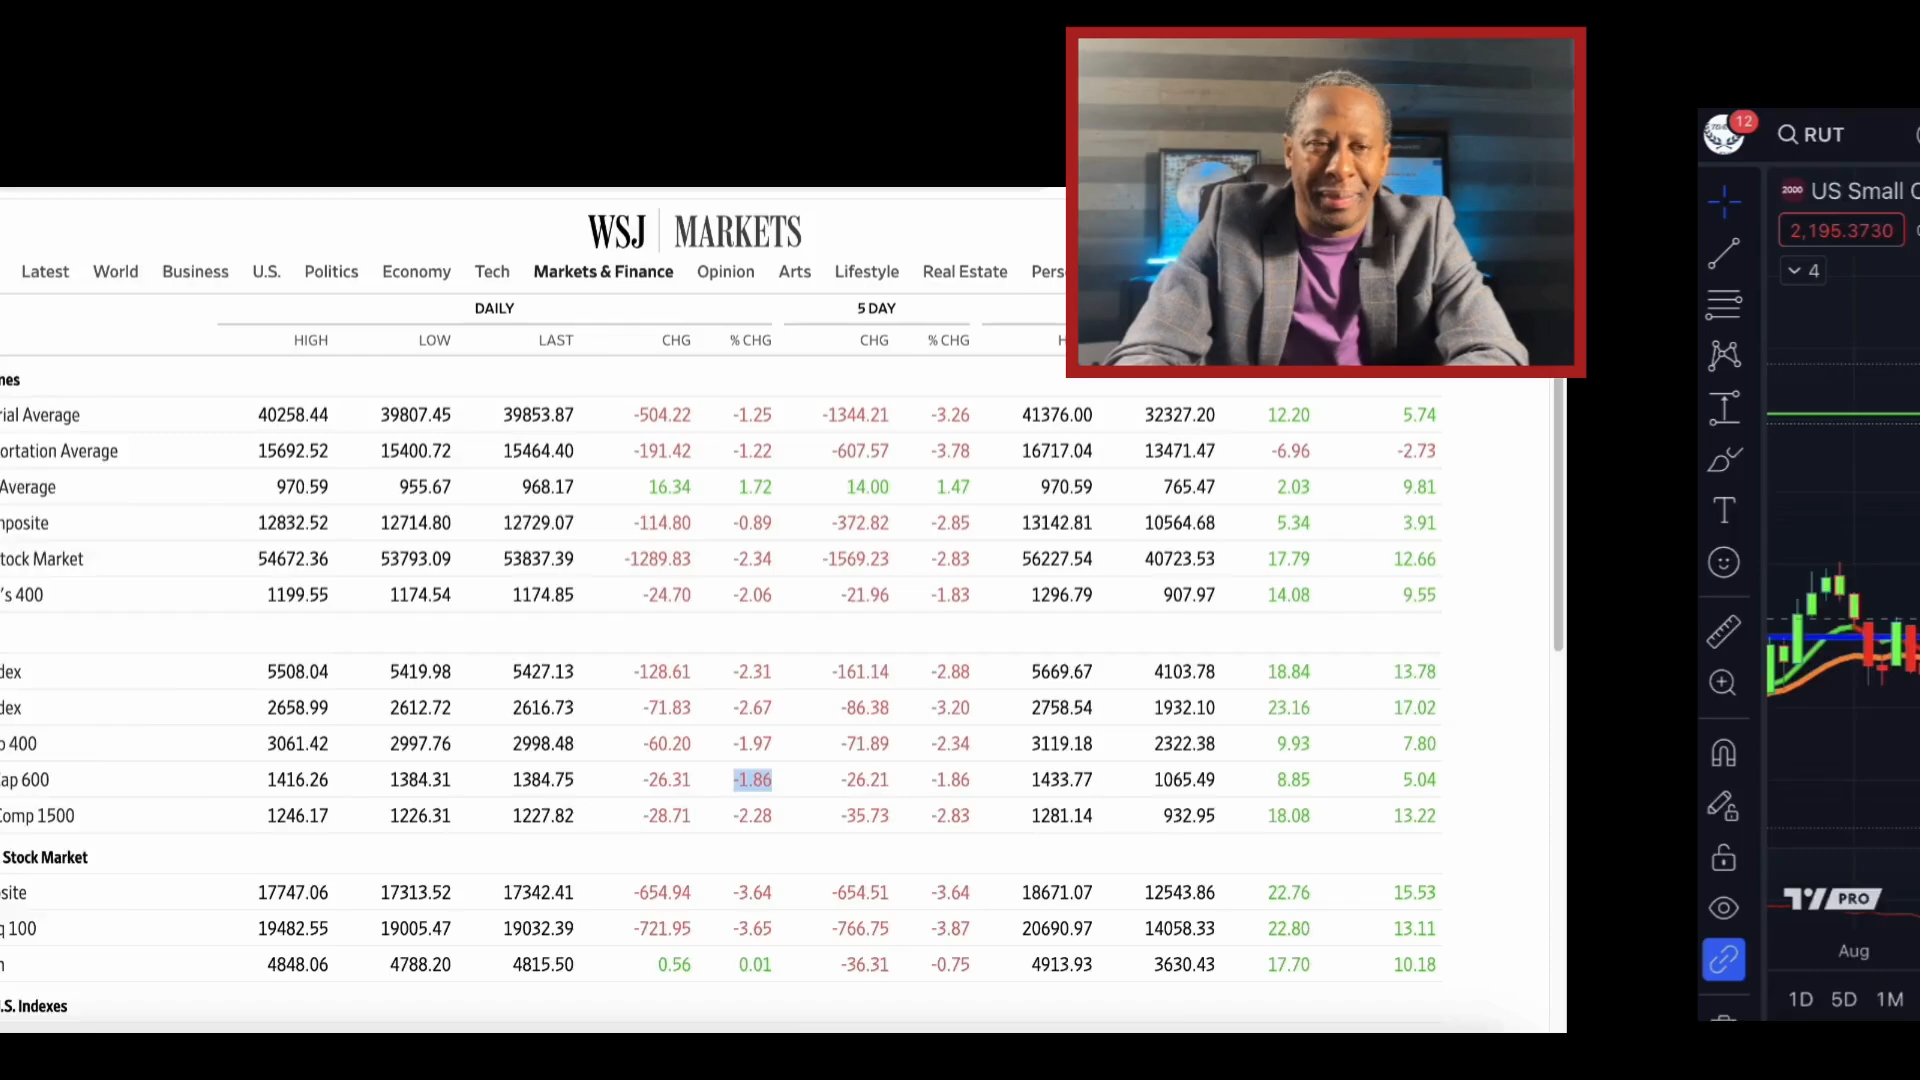 WSJ | MARKETS
Latest World Business U.S. Politics Economy Tech Markets & Finance Opinion Arts Lifestyle Real Estate Pers
DAILY 5 DAY
HIGH LOW LAST CHG % CHG CHG % CHG H
nes
rial Average 40258.44 39807.45 39853.87 -504.22 -1.25 -1344.21 -3.26 41376.00 32327.20 12.20 5.74
ortation Average 15692.52 15400.72 15464.40 -191.42 -1.22 -607.57 -3.78 16717.04 13471.47 -6.96 -2.73
Average 970.59 955.67 968.17 16.34 1.72 14.00 1.47 970.59 765.47 2.03 9.81
nposite 12832.52 12714.80 12729.07 -114.80 -0.89 -372.82 -2.85 13142.81 10564.68 5.34 3.91
tock Market 54672.36 53793.09 53837.39 -1289.83 -2.34 -1569.23 -2.83 56227.54 40723.53 17.79 12.66
's 400 1199.55 1174.54 1174.85 -24.70 -2.06 -21.96 -1.83 1296.79 907.97 14.08 9.55
dex 5508.04 5419.98 5427.13 -128.61 -2.31 -161.14 -2.88 5669.67 4103.78 18.84 13.78
dex 2658.99 2612.72 2616.73 -71.83 -2.67 -86.38 -3.20 2758.54 1932.10 23.16 17.02
p 400 3061.42 2997.76 2998.48 -60.20 -1.97 -71.89 -2.34 3119.18 2322.38 9.93 7.80
Cap 600 1416.26 1384.31 1384.75 -26.31 -1.86 -26.21 -1.86 1433.77 1065.49 8.85 5.04
Comp 1500 1246.17 1226.31 1227.82 -28.71 -2.28 -35.73 -2.83 1281.14 932.95 18.08 13.22
Stock Market
site 17747.06 17313.52 17342.41 -654.94 -3.64 -654.51 -3.64 18671.07 12543.86 22.76 15.53
q 100 19482.55 19005.47 19032.39 -721.95 -3.65 -766.75 -3.87 20690.97 14058.33 22.80 13.11
h 4848.06 4788.20 4815.50 0.56 0.01 -36.31 -0.75 4913.93 3630.43 17.70 10.18
.S. Indexes
12 RUT
2000 US Small C
2,195.3730
4
PRO
Aug
1D 5D 1M